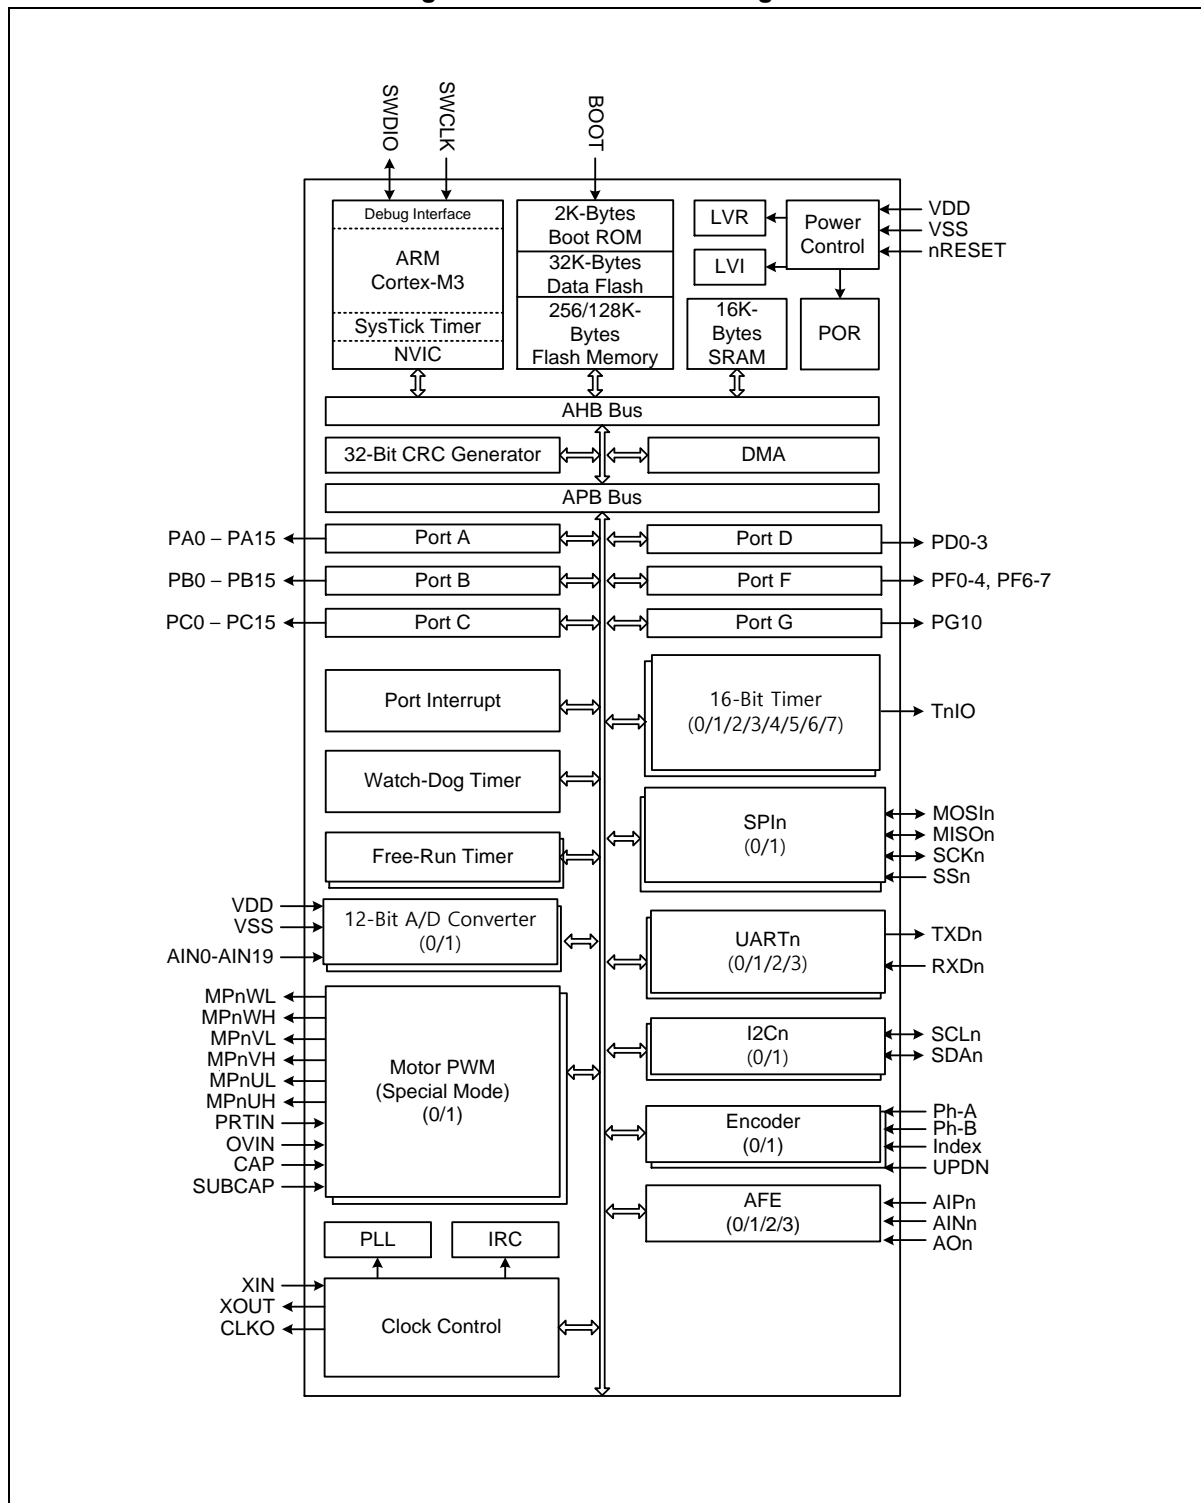 SWDIO
SWCLK
BOOT
Debug Interface
ARM
Cortex-M3
SysTick Timer
NVIC
2K-Bytes
Boot ROM
32K-Bytes
Data Flash
256/128K-
Bytes
Flash Memory
LVR
LVI
Power
Control
VDD
VSS
nRESET
16K-
Bytes
SRAM
POR
AHB Bus
32-Bit CRC Generator
DMA
APB Bus
PA0 – PA15
Port A
Port D
PD0-3
PB0 – PB15
Port B
Port F
PF0-4, PF6-7
PC0 – PC15
Port C
Port G
PG10
Port Interrupt
16-Bit Timer
(0/1/2/3/4/5/6/7)
TnIO
Watch-Dog Timer
SPIn
(0/1)
MOSIn
MISOn
SCKn
SSn
Free-Run Timer
VDD
VSS
AIN0-AIN19
12-Bit A/D Converter
(0/1)
UARTn
(0/1/2/3)
TXDn
RXDn
MPnWL
MPnWH
MPnVL
MPnVH
MPnUL
MPnUH
PRTIN
OVIN
CAP
SUBCAP
Motor PWM
(Special Mode)
(0/1)
I2Cn
(0/1)
SCLn
SDAn
Encoder
(0/1)
Ph-A
Ph-B
Index
UPDN
AFE
(0/1/2/3)
AIPn
AINn
AOn
PLL
IRC
XIN
XOUT
CLKO
Clock Control